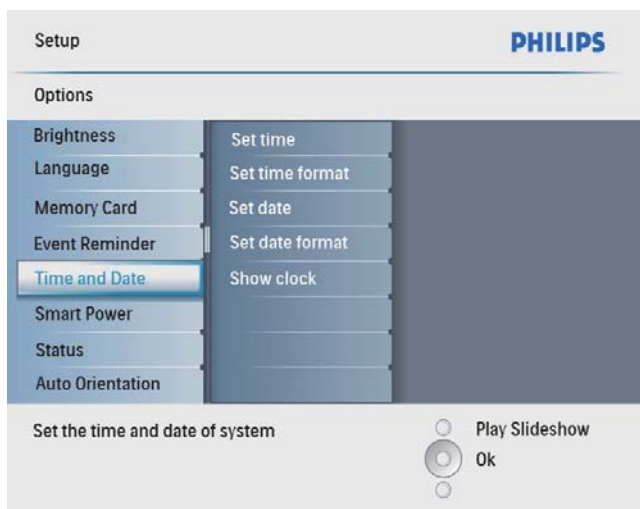 Setup
PHILIPS
Options
Brightness
Language
Memory Card
Event Reminder
Time and Date
Smart Power
Status
Auto Orientation
Set time
Set time format
Set date
Set date format
Show clock
Set the time and date of system
Play Slideshow
Ok